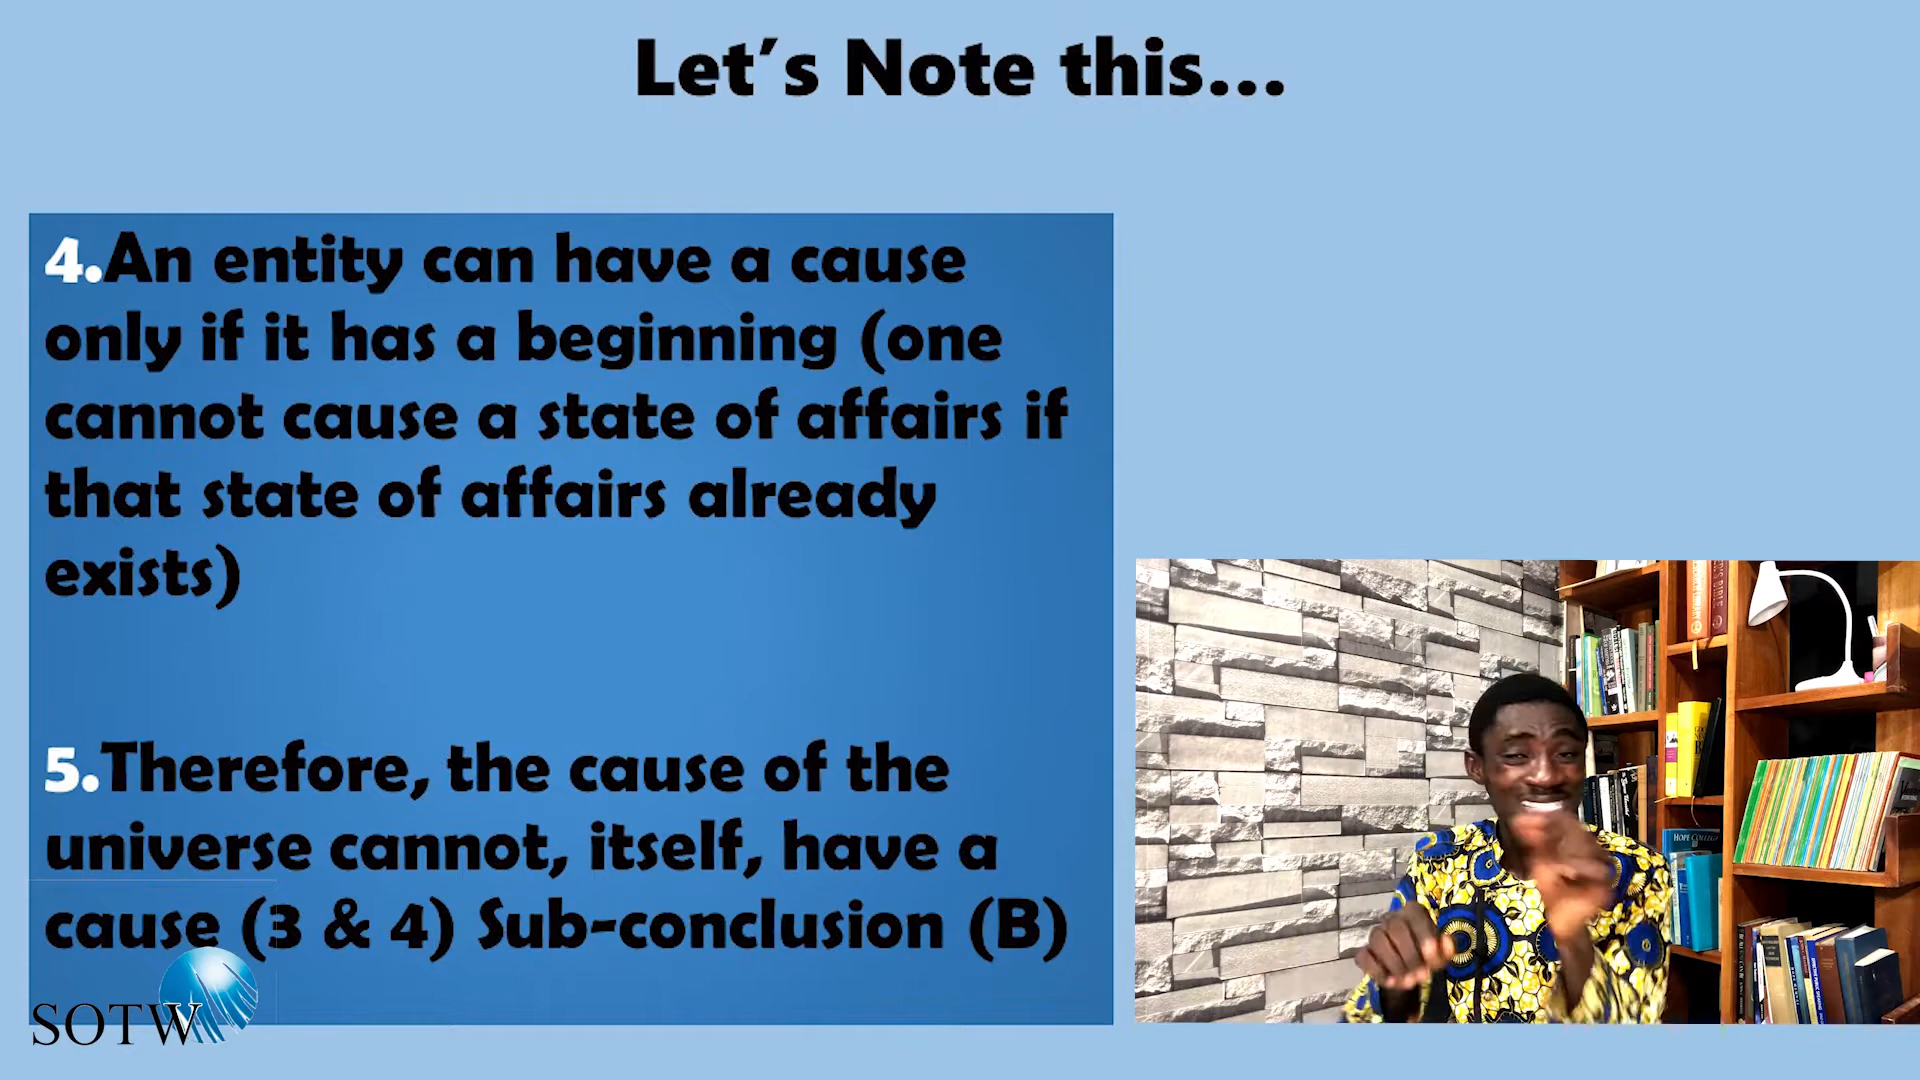 Let's Note this...
4.An entity can have a cause
only if it has a beginning (one
cannot cause a state of affairs if
that state of affairs already
exists)
5.Therefore, the cause of the
universe cannot, itself, have a
cause (3 & 4) Sub-conclusion (B)
SOTW
HOPE COLLEGE